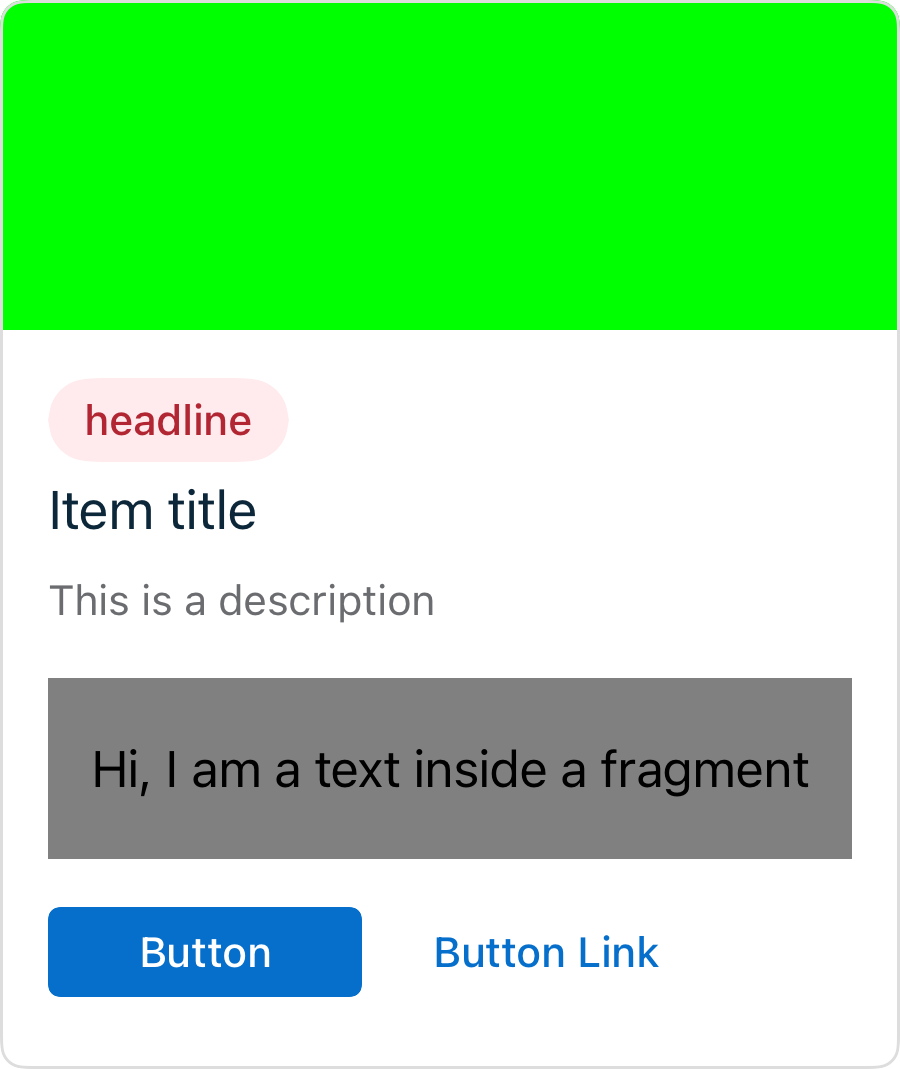 headline
Item title
This is a description
Hi, I am a text inside a fragment
Button
Button Link